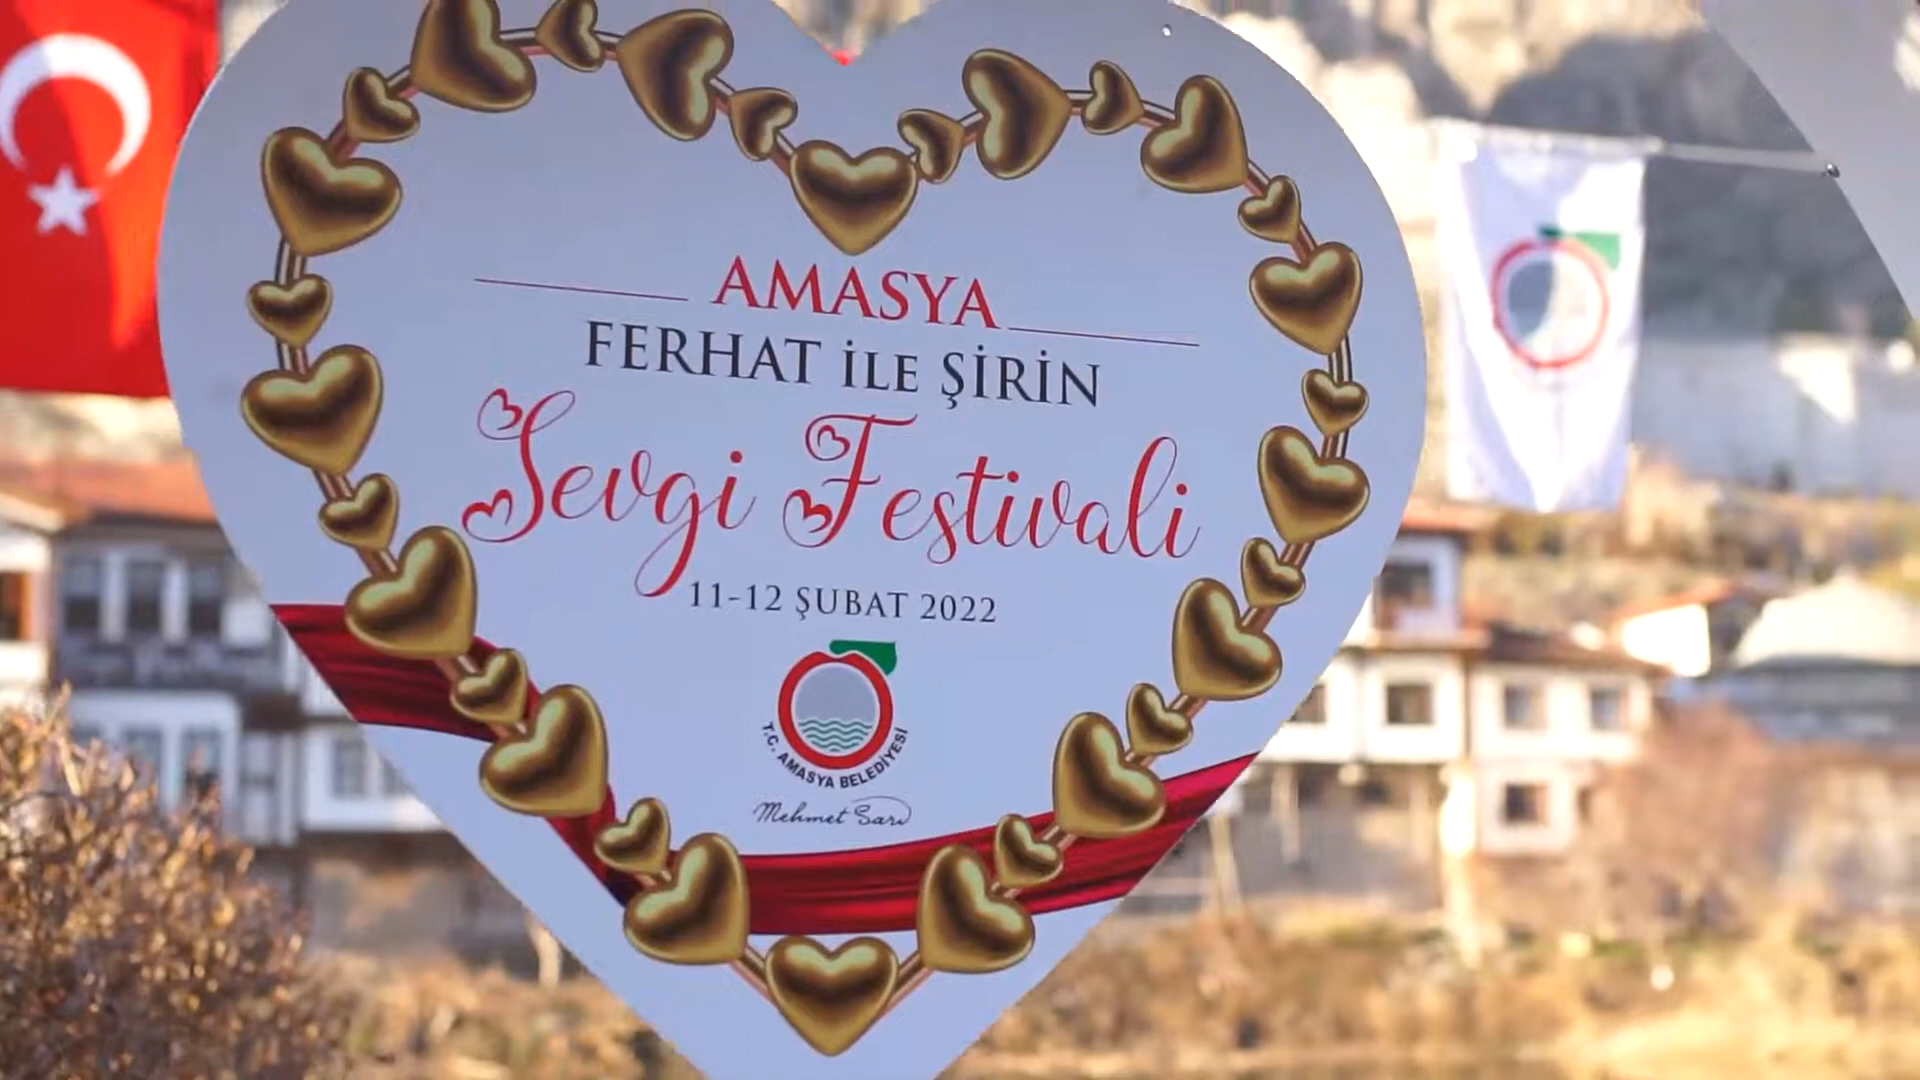 AMASYA
FERHAT İLE ŞİRİN
Sevgi Festivali
11-12 ŞUBAT 2022
T.C. AMASYA BELEDİYESİ
Mehmet Sarı